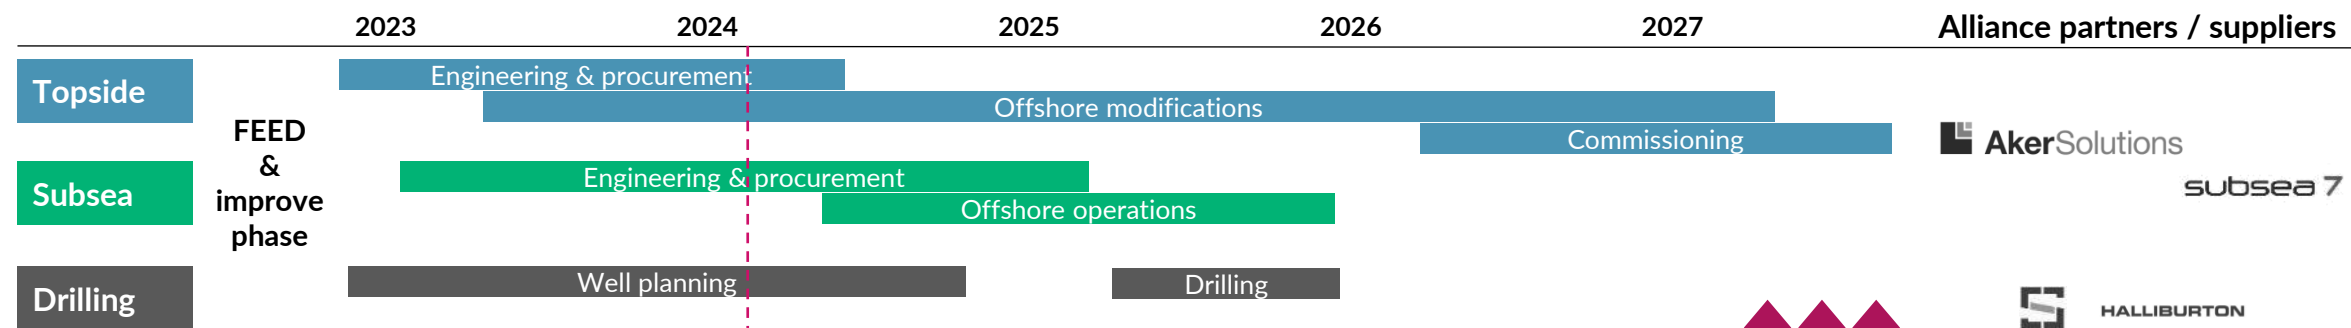 2023 2024 2025 2026 2027 Alliance partners / suppliers
Topside
Engineering & procurement
Offshore modifications
Commissioning
FEED
&
improve
phase
AkerSolutions
Subsea
Engineering & procurement
subsea 7
Offshore operations
Drilling
Well planning
Drilling
HALLIBURTON